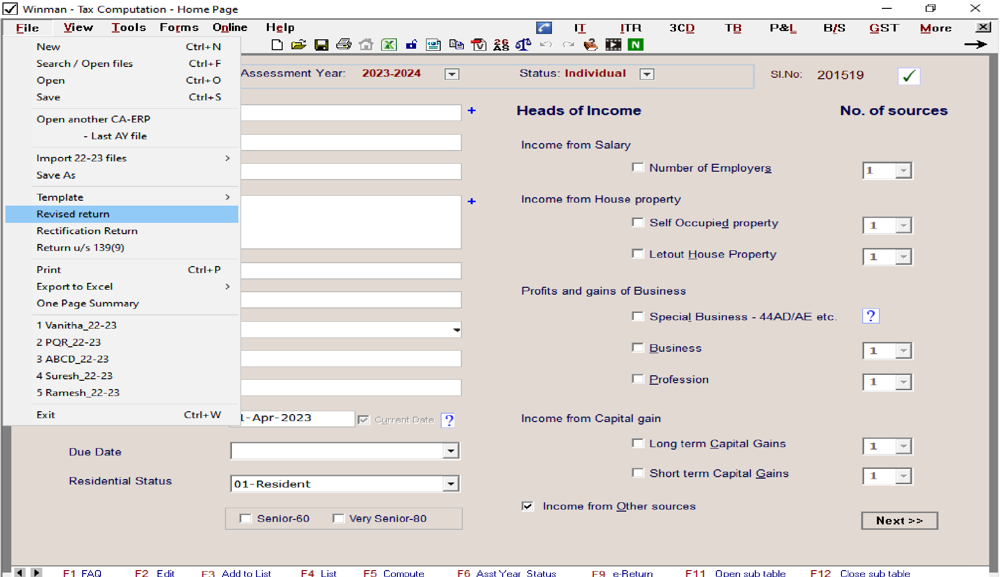 Winman - Tax Computation - Home Page
File View Tools Forms Online Help IT ITR 3CD TB P&L B/S GST More
New Ctrl+N
Search / Open files Ctrl+F
Open Ctrl+O
Save Ctrl+S
Open another CA-ERP
- Last AY file
Import 22-23 files >
Save As
Template >
Revised return
Rectification Return
Return u/s 139(9)
Print Ctrl+P
Export to Excel >
One Page Summary
1 Vanitha_22-23
2 PQR_22-23
3 ABCD_22-23
4 Suresh_22-23
5 Ramesh_22-23
Exit Ctrl+W
26 AS N
Assessment Year: 2023-2024 Status: Individual Sl.No: 201519
+
+
1-Apr-2023 Current Date ?
Due Date
Residential Status 01-Resident
Senior-60 Very Senior-80
Heads of Income No. of sources
Income from Salary
Number of Employers 1
Income from House property
Self Occupied property 1
Letout House Property 1
Profits and gains of Business
Special Business - 44AD/AE etc. ?
Business 1
Profession 1
Income from Capital gain
Long term Capital Gains 1
Short term Capital Gains 1
Income from Other sources
Next >>
F1 FAQ F2 Edit F3 Add to List F4 List F5 Compute F6 Asst Year Status F9 e-Return F11 Open sub table F12 Close sub table